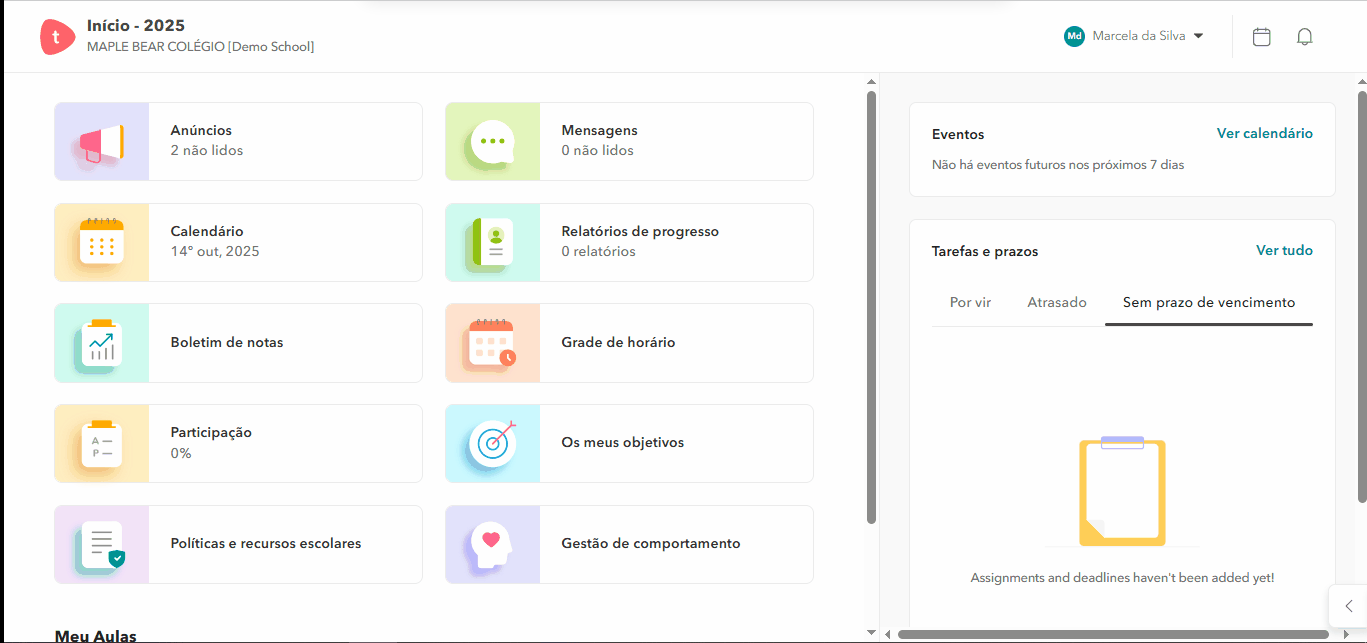 t
Início - 2025
MAPLE BEAR COLÉGIO [Demo School]
Md
Marcela da Silva
Anúncios
2 não lidos
Mensagens
0 não lidos
Calendário
14° out, 2025
Relatórios de progresso
0 relatórios
Boletim de notas
Grade de horário
A
P
Participação
0%
Os meus objetivos
Políticas e recursos escolares
Gestão de comportamento
Meu Aulas
Eventos
Ver calendário
Não há eventos futuros nos próximos 7 dias
Tarefas e prazos
Ver tudo
Por vir
Atrasado
Sem prazo de vencimento
Assignments and deadlines haven't been added yet!